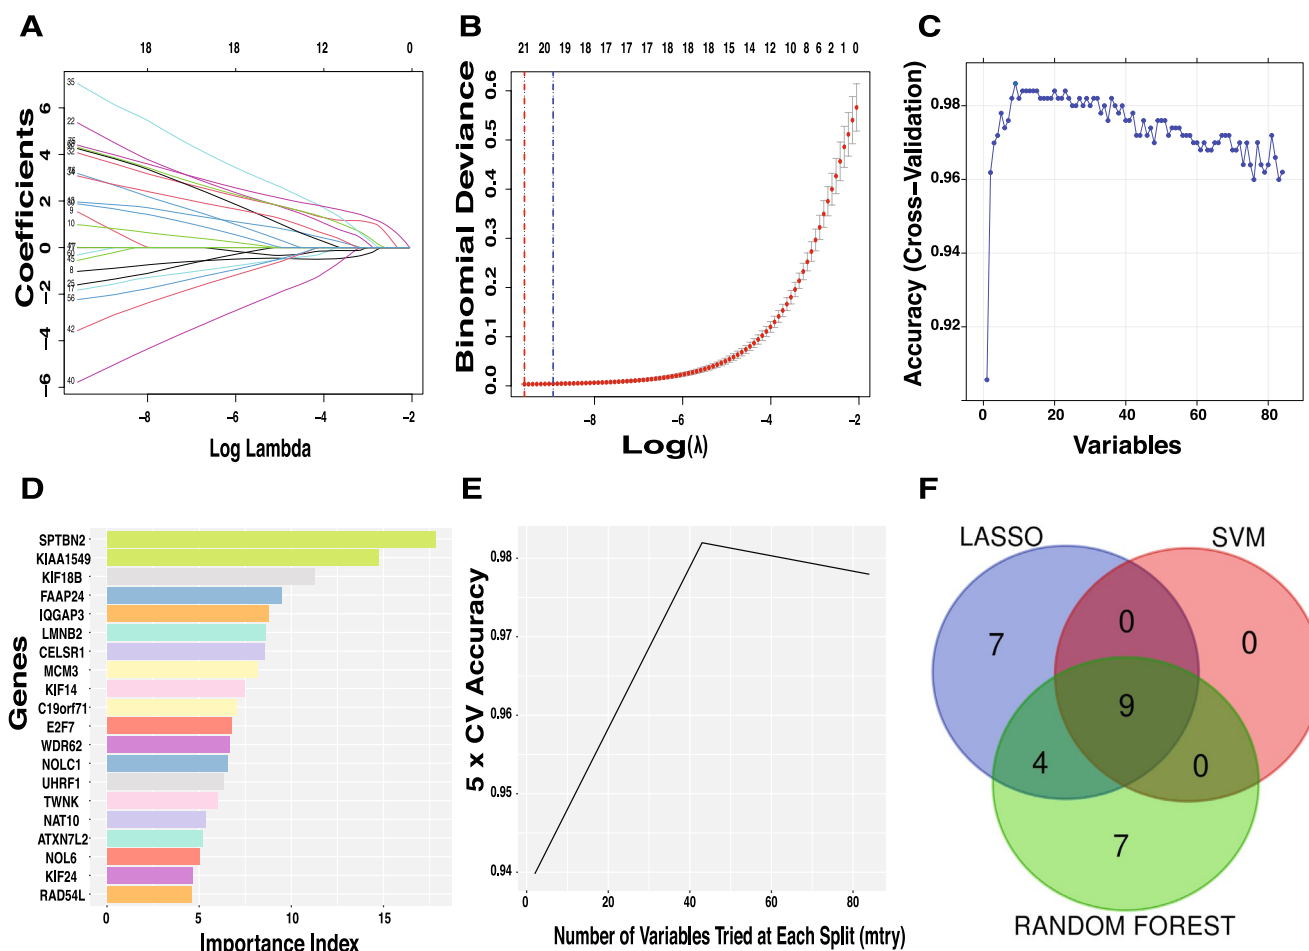 A
18 18 12 0
Coefficients
6
4
2
0
−2
−4
−6
35
22
32
34
9
10
45
8
25
17
56
42
40
−8 −6 −4 −2
Log Lambda
B
21 20 19 18 17 17 17 17 18 18 15 14 12 10 8 6 2 1 0
Binomial Deviance
0.6
0.5
0.4
0.3
0.2
0.1
0.0
−8 −6 −4 −2
Log(λ)
C
Accuracy (Cross−Validation)
0.98
0.96
0.94
0.92
0 20 40 60 80
Variables
D
Genes
SPTBN2
KIAA1549
KIF18B
FAAP24
IQGAP3
LMNB2
CELSR1
MCM3
KIF14
C19orf71
E2F7
WDR62
NOLC1
UHRF1
TWNK
NAT10
ATXN7L2
NOL6
KIF24
RAD54L
0 5 10 15
Importance Index
E
5 x CV Accuracy
0.98
0.97
0.96
0.95
0.94
0 20 40 60 80
Number of Variables Tried at Each Split (mtry)
F
LASSO SVM
7 0 0
9
4 0
7
RANDOM FOREST